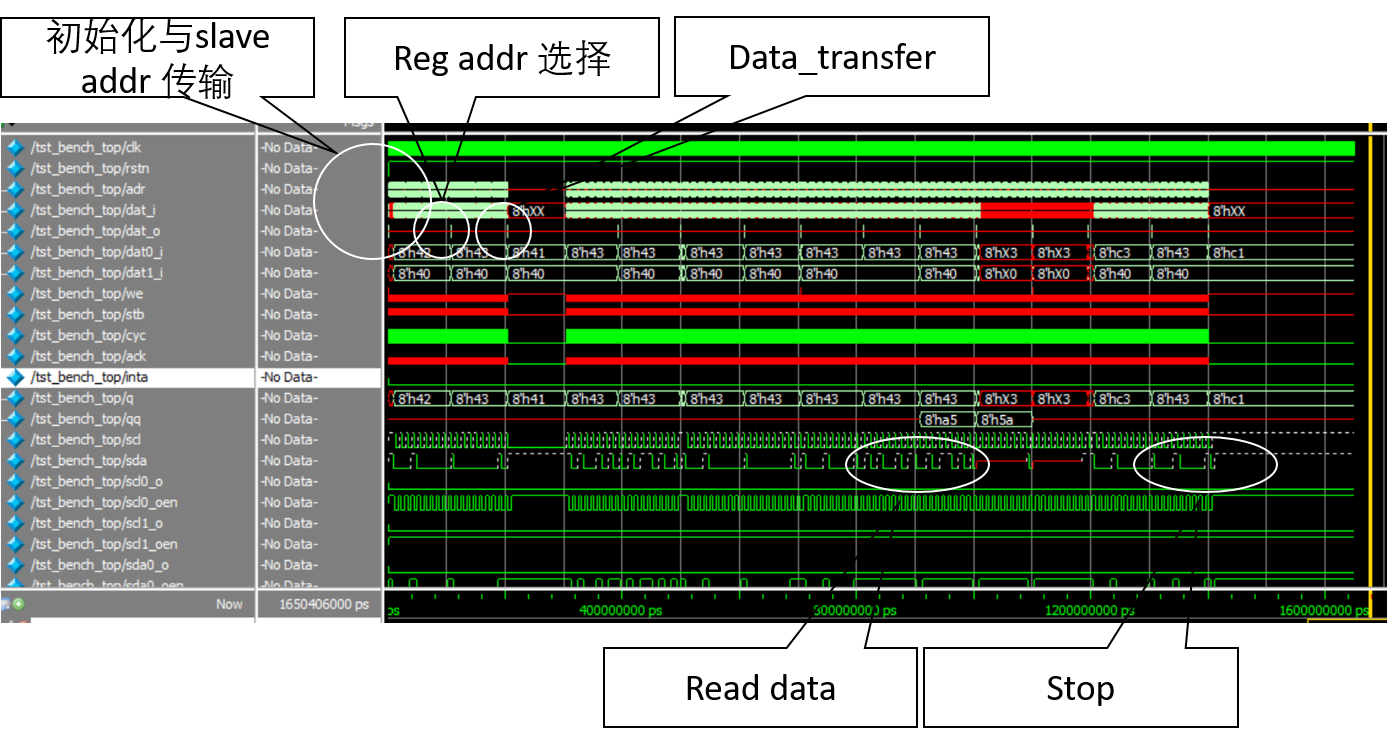 初始化与slave
addr 传输
Reg addr 选择
Data_transfer
Msgs
/tst_bench_top/clk -No Data-
/tst_bench_top/rstn -No Data-
/tst_bench_top/adr -No Data-
/tst_bench_top/dat_i -No Data- 8'hXX 8'hXX
/tst_bench_top/dat_o -No Data-
/tst_bench_top/dat0_i -No Data- 8'h42 8'h43 8'h41 8'h43 8'h43 8'h43 8'h43 8'h43 8'h43 8'h43 8'hX3 8'hX3 8'hc3 8'h43 8'hc1
/tst_bench_top/dat1_i -No Data- 8'h40 8'h40 8'h40 8'h40 8'h40 8'h40 8'h40 8'h40 8'hX0 8'hX0 8'h40 8'h40
/tst_bench_top/we -No Data-
/tst_bench_top/stb -No Data-
/tst_bench_top/cyc -No Data-
/tst_bench_top/ack -No Data-
/tst_bench_top/inta -No Data-
/tst_bench_top/q -No Data- 8'h42 8'h43 8'h41 8'h43 8'h43 8'h43 8'h43 8'h43 8'h43 8'h43 8'hX3 8'hX3 8'hc3 8'h43 8'hc1
/tst_bench_top/qq -No Data- 8'ha5 8'h5a
/tst_bench_top/scl -No Data-
/tst_bench_top/sda -No Data-
/tst_bench_top/scl0_o -No Data-
/tst_bench_top/scl0_oen -No Data-
/tst_bench_top/scl1_o -No Data-
/tst_bench_top/scl1_oen -No Data-
/tst_bench_top/sda0_o -No Data-
/tst_bench_top/sda0_oen -No Data-
Now 1650406000 ps ps 400000000 ps 800000000 ps 1200000000 ps 1600000000 ps
Read data
Stop